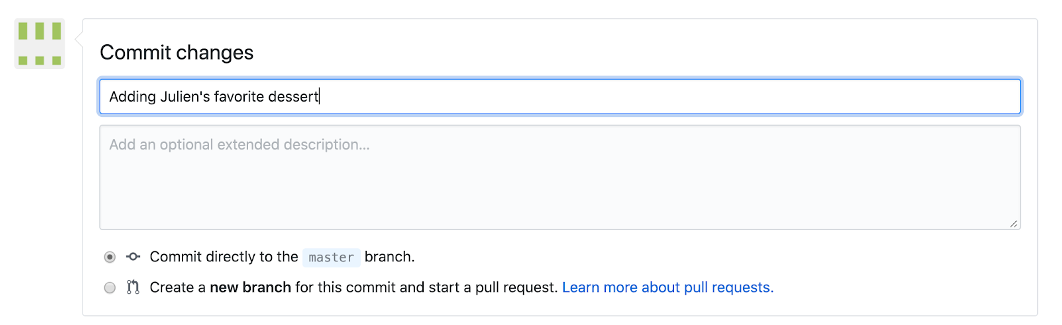 Commit changes
Adding Julien's favorite dessert
Add an optional extended description...
Commit directly to the master branch.
Create a new branch for this commit and start a pull request. Learn more about pull requests.